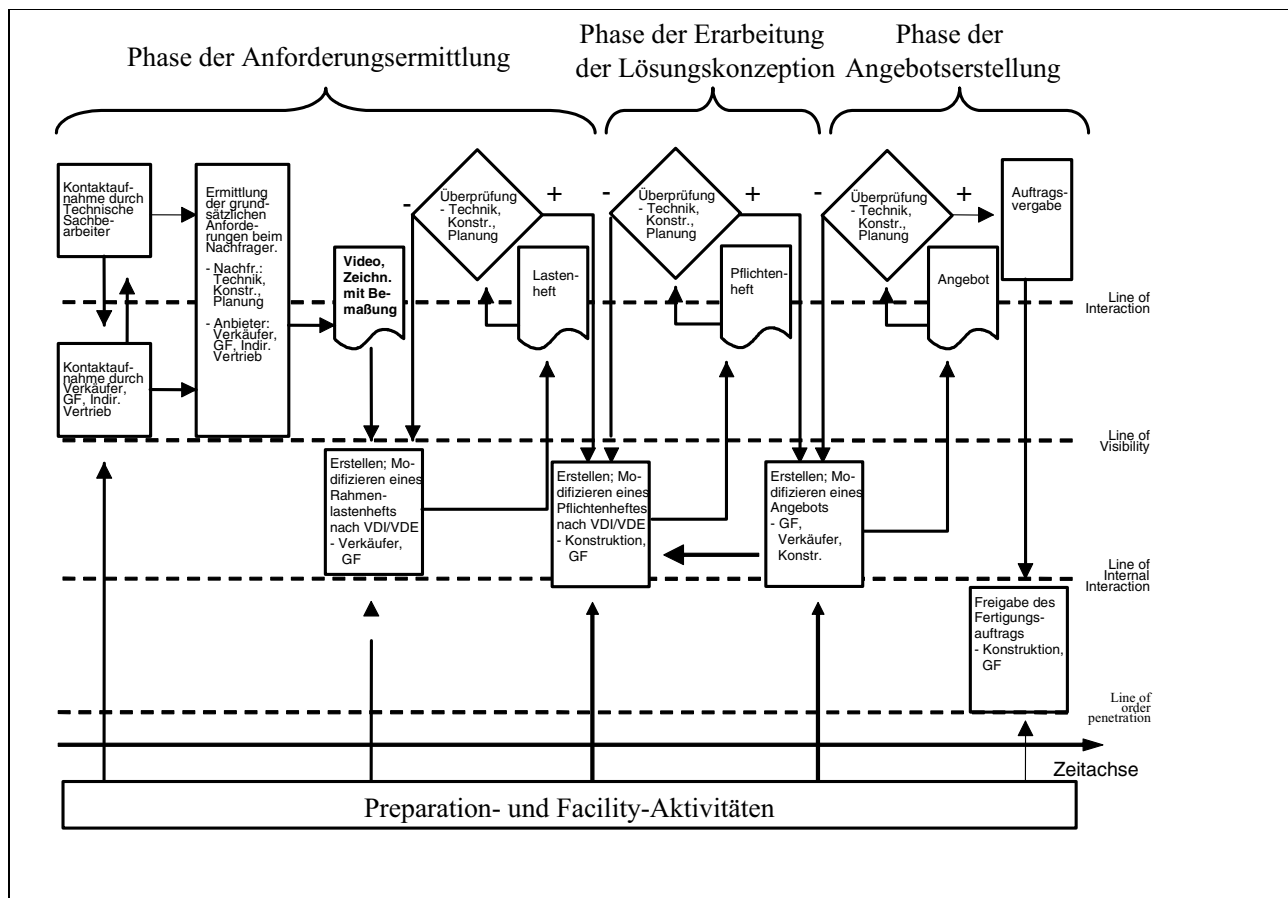 Phase der Anforderungsermittlung
Phase der Erarbeitung
der Lösungskonzeption
Phase der
Angebotserstellung
Kontaktauf-
nahme durch
Technische
Sachbe-
arbeiter
Kontaktauf-
nahme durch
Verkäufer,
GF, Indir.
Vertrieb
Ermittlung
der grund-
sätzlichen
Anforde-
rungen beim
Nachfrager.
- Nachfr.:
Technik,
Konstr.,
Planung
- Anbieter:
Verkäufer,
GF, Indir.
Vertrieb
Video,
Zeichn.
mit Be-
maßung
-
Überprüfung
- Technik,
Konstr.,
Planung
+
Lasten-
heft
-
Überprüfung
- Technik,
Konstr.,
Planung
+
Pflichten-
heft
-
Überprüfung
- Technik,
Konstr.,
Planung
+
Angebot
Auftrags-
vergabe
Line of
Interaction
Line of
Visibility
Erstellen; Mo-
difizieren eines
Rahmen-
lastenhefts
nach VDI/VDE
- Verkäufer,
GF
Erstellen; Mo-
difizieren eines
Pflichtenheftes
nach VDI/VDE
- Konstruktion,
GF
Erstellen; Mo-
difizieren eines
Angebots
- GF,
Verkäufer,
Konstr.
Line of
Internal
Interaction
Freigabe des
Fertigungs-
auftrags
- Konstruktion,
GF
Line of
order
penetration
Zeitachse
Preparation- und Facility-Aktivitäten